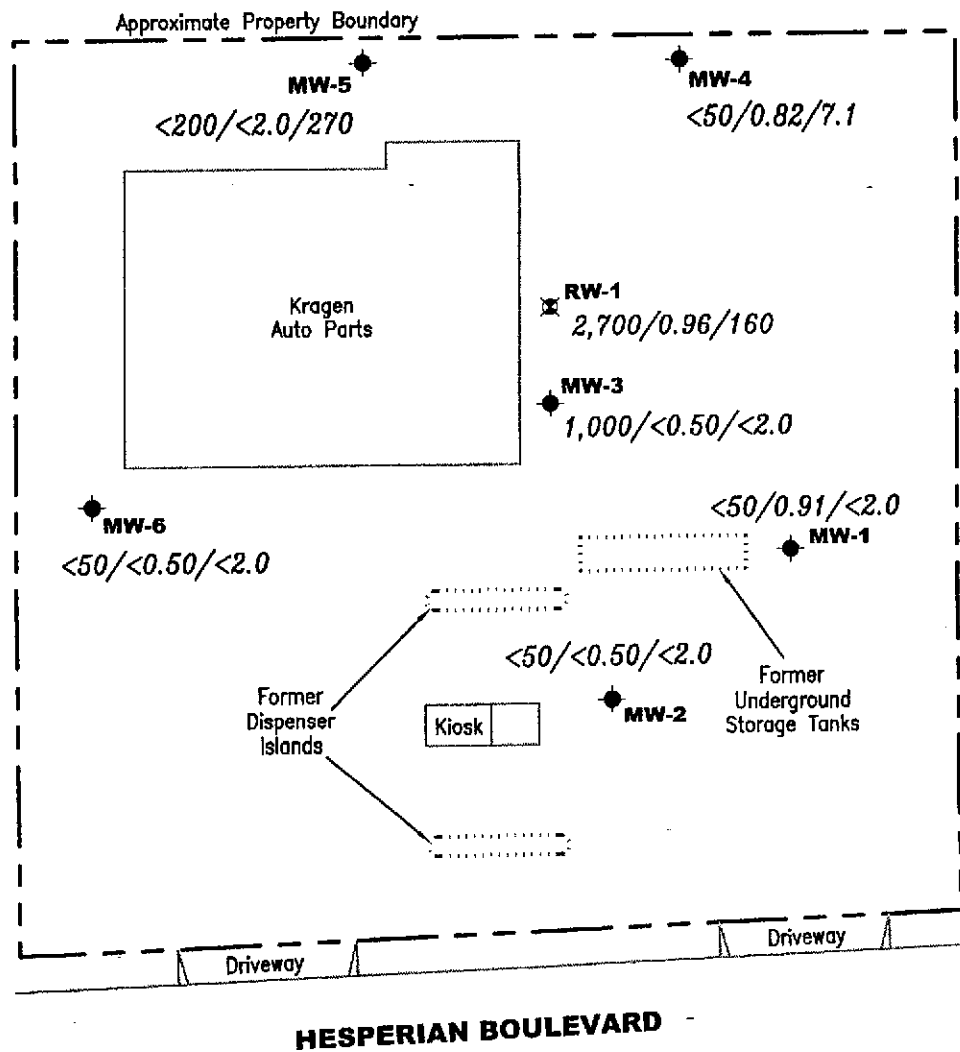 Approximate Property Boundary
MW-5
<200/<2.0/270
MW-4
<50/0.82/7.1
Kragen
Auto Parts
RW-1
2,700/0.96/160
MW-3
1,000/<0.50/<2.0
MW-6
<50/<0.50/<2.0
<50/0.91/<2.0
MW-1
<50/<0.50/<2.0
MW-2
Former
Dispenser
Islands
Kiosk
Former
Underground
Storage Tanks
Driveway
Driveway
HESPERIAN BOULEVARD